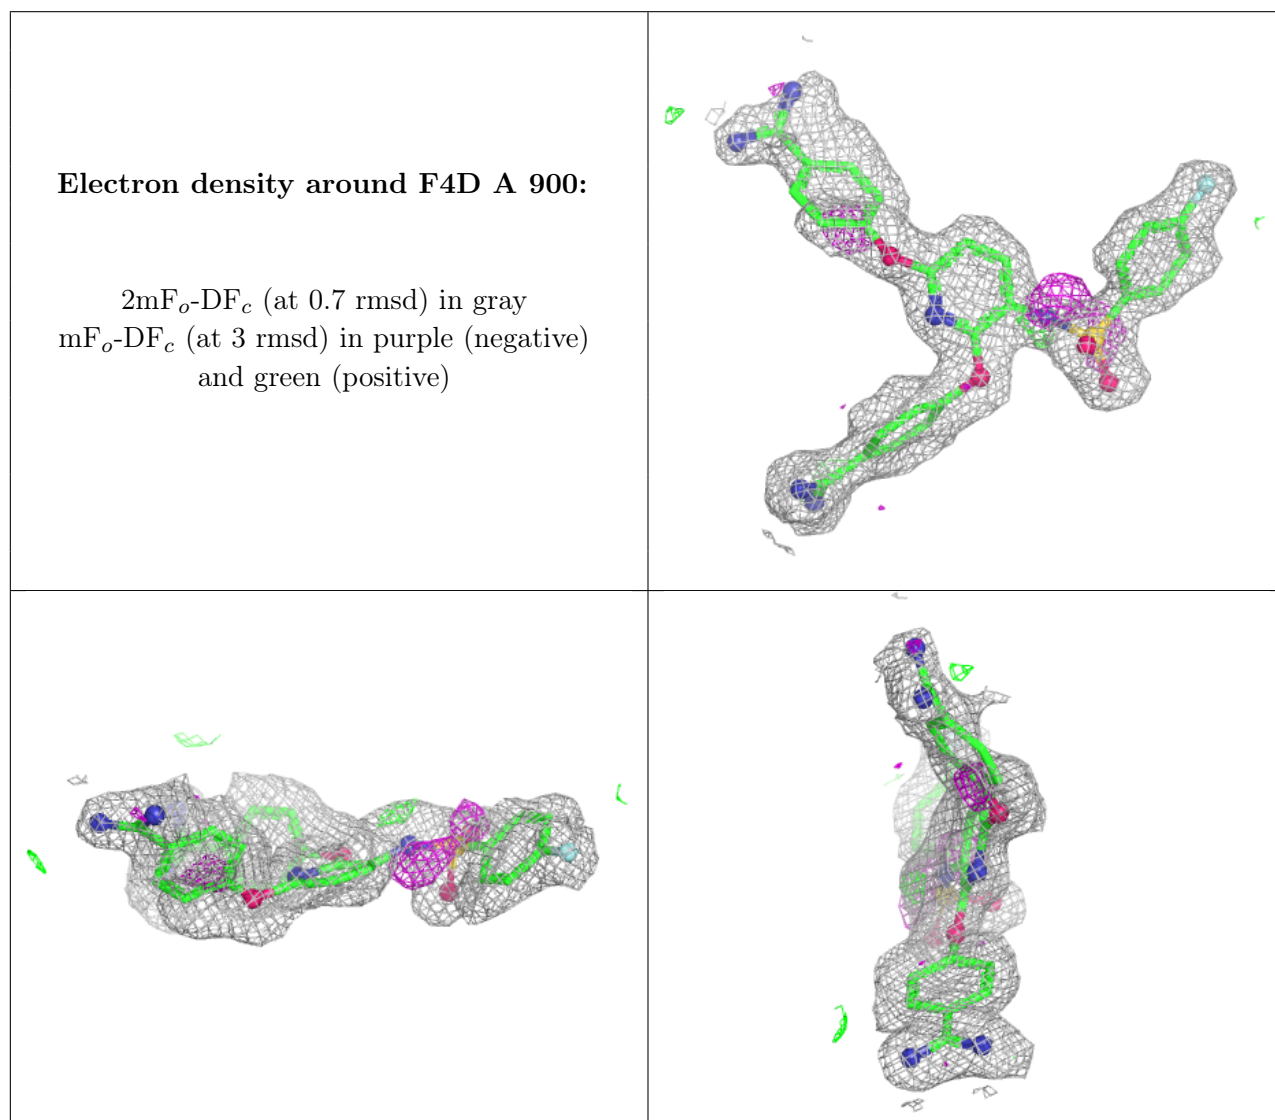 Electron density around F4D A 900:
2mFo-DFc (at 0.7 rmsd) in gray
mFo-DFc (at 3 rmsd) in purple (negative)
and green (positive)